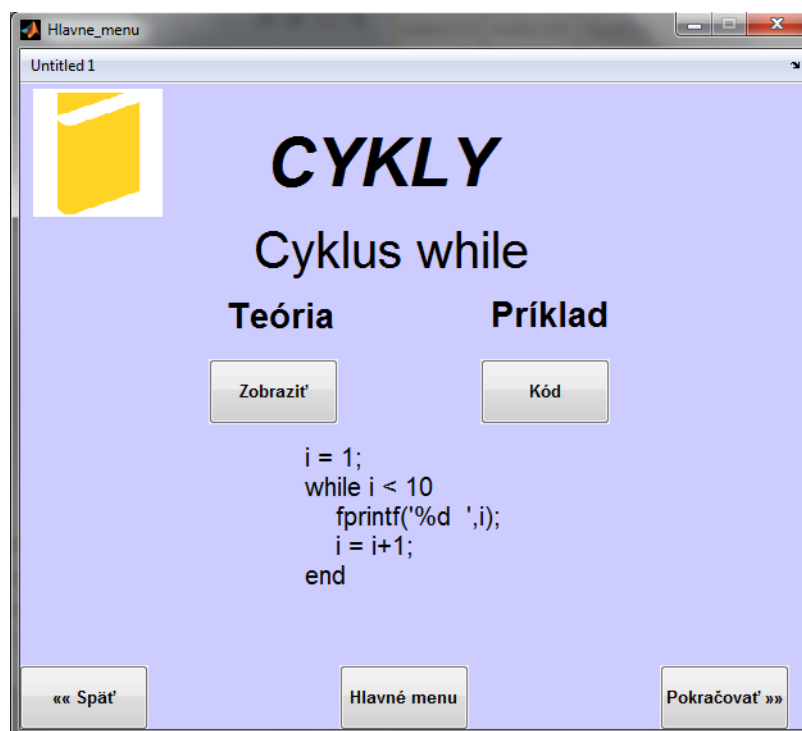 Hlavne_menu
Untitled 1
CYKLY
Cyklus while
Teória Príklad
Zobraziť Kód
i = 1;
while i < 10
fprintf('%d  ',i);
i = i+1;
end
«« Späť Hlavné menu Pokračovať »»